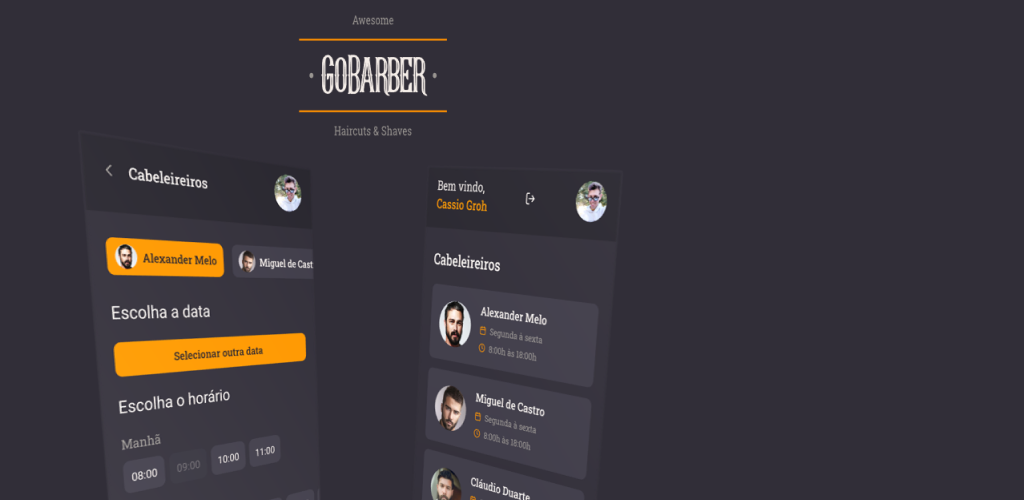 Awesome
GOBARBER
Haircuts & Shaves
Cabeleireiros
Alexander Melo
Miguel de Cast
Escolha a data
Selecionar outra data
Escolha o horário
Manhã
08:00 09:00 10:00 11:00
Bem vindo,
Cassio Groh
Cabeleireiros
Alexander Melo
Segunda à sexta
8:00h às 18:00h
Miguel de Castro
Segunda à sexta
8:00h às 18:00h
Cláudio Duarte